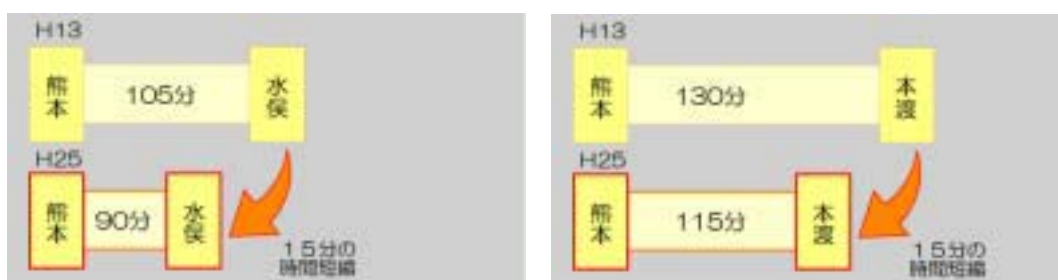 H13
熊本
105分
水俣
H25
熊本
90分
水俣
15分の
時間短縮
H13
熊本
130分
本渡
H25
熊本
115分
本渡
15分の
時間短縮